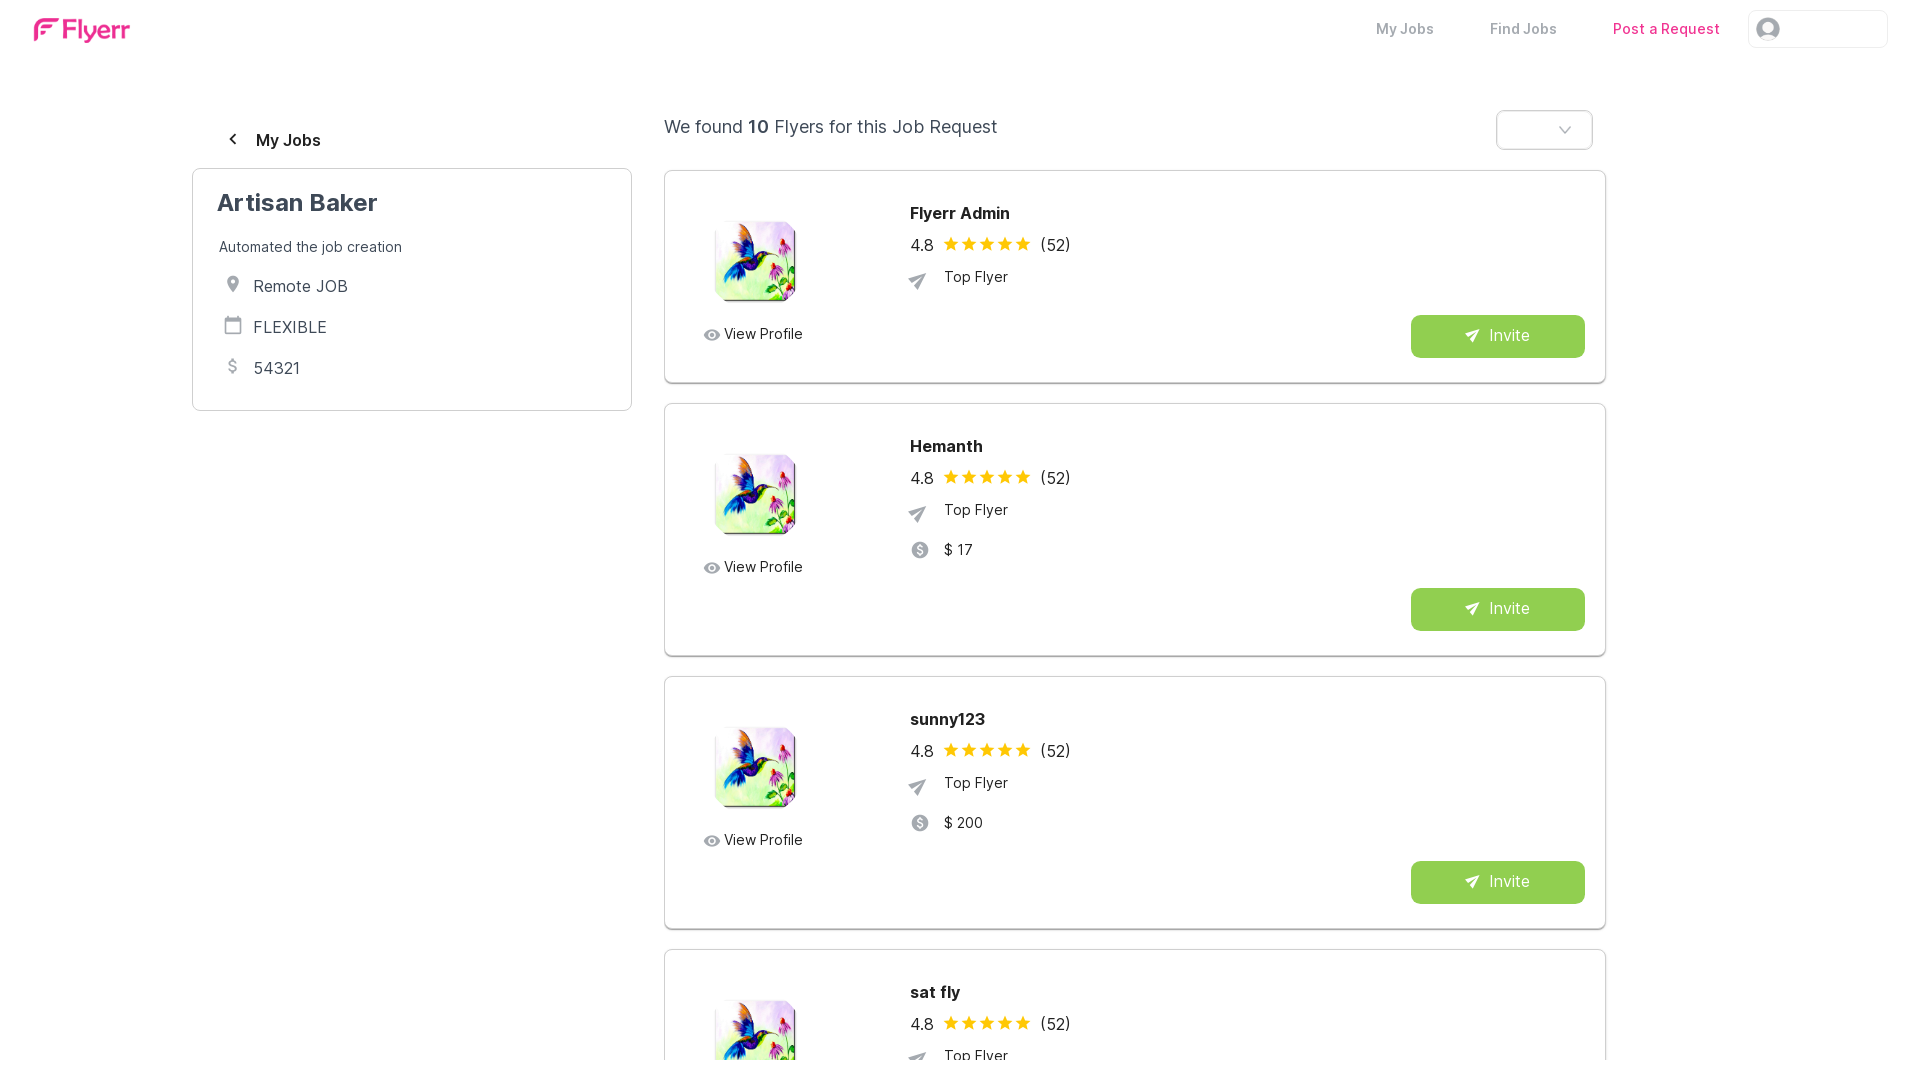 Flyerr
My Jobs
Find Jobs
Post a Request
My Jobs
Artisan Baker
Automated the job creation
Remote JOB
FLEXIBLE
54321
We found 10 Flyers for this Job Request
Flyerr Admin
4.8 (52)
Top Flyer
View Profile
Invite
Hemanth
4.8 (52)
Top Flyer
$ 17
View Profile
Invite
sunny123
4.8 (52)
Top Flyer
$ 200
View Profile
Invite
sat fly
4.8 (52)
Top Flyer